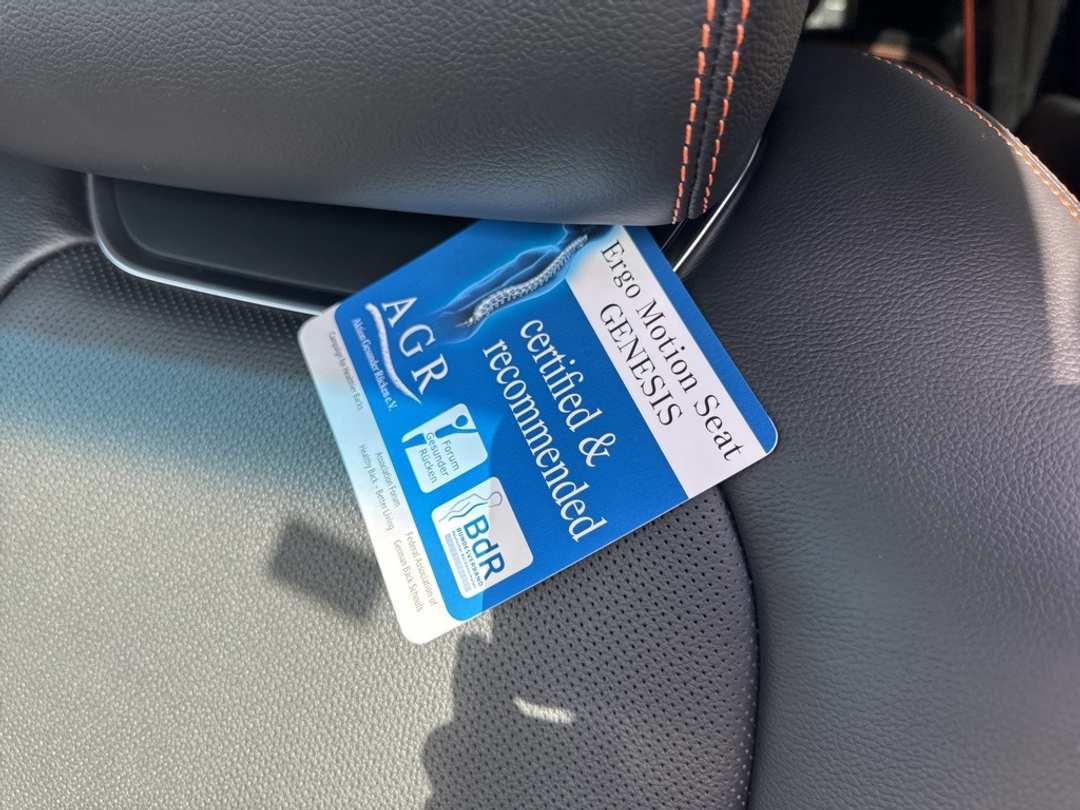 Ergo Motion Seat
GENESIS
certified &
recommended
AGR
Aktion Gesunder Rücken e.V.
Campaign for Healthier Backs
Forum
Gesunder
Rücken
Association Forum
Healthy Back - Better Living
BdR
BUNDESVERBAND
Federal Association of
German Back Schools